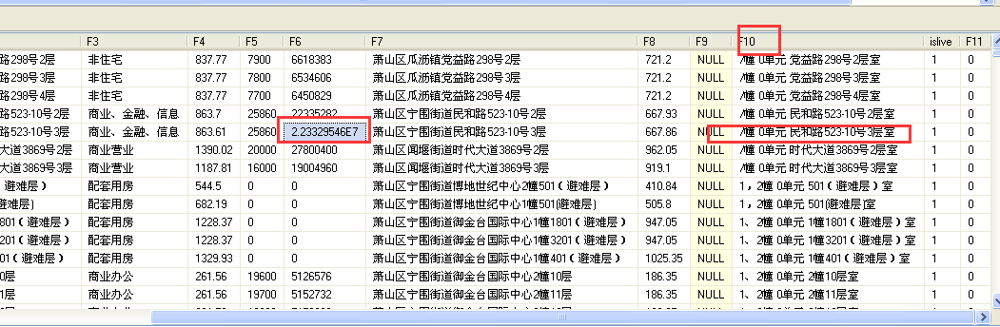 F3 F4 F5 F6 F7 F8 F9 F10 islive F11
路298号2层 非住宅 837.77 7900 6618383 萧山区瓜沥镇党益路298号2层 721.2 NULL /幢 0单元 党益路298号2层室 1 0
路298号3层 非住宅 837.77 7800 6534606 萧山区瓜沥镇党益路298号3层 721.2 NULL /幢 0单元 党益路298号3层室 1 0
路298号4层 非住宅 837.77 7700 6450829 萧山区瓜沥镇党益路298号4层 721.2 NULL /幢 0单元 党益路298号4层室 1 0
路523-10号2层 商业、金融、信息 863.7 25860 22335282 萧山区宁围街道民和路523-10号2层 667.93 NULL /幢 0单元 民和路523-10号2层室 1 0
路523-10号3层 商业、金融、信息 863.61 25860 2.23329546E7 萧山区宁围街道民和路523-10号3层 667.86 NULL /幢 0单元 民和路523-10号3层室 1 0
大道3869号2层 商业营业 1390.02 20000 27800400 萧山区闻堰街道时代大道3869号2层 962.05 NULL /幢 0单元 时代大道3869号2层室 1 0
大道3869号3层 商业营业 1187.81 16000 19004960 萧山区闻堰街道时代大道3869号3层 919.1 NULL /幢 0单元 时代大道3869号3层室 1 0
避难层) 配套用房 544.5 0 0 萧山区宁围街道博地世纪中心2幢501（避难层） 410.84 NULL 1，2幢 0单元 501（避难层）室 1 0
避难层) 配套用房 682.19 0 0 萧山区宁围街道博地世纪中心1幢501(避难层) 505.8 NULL 1，2幢 0单元 501(避难层)室 1 0
801（避难层） 配套用房 1228.37 0 0 萧山区宁围街道御金台国际中心1幢1801（避难层） 947.05 NULL 1、2幢 0单元 1幢1801（避难层）室 1 0
201（避难层） 配套用房 1228.37 0 0 萧山区宁围街道御金台国际中心1幢3201（避难层） 947.05 NULL 1、2幢 0单元 1幢3201（避难层）室 1 0
01（避难层） 配套用房 1329.93 0 0 萧山区宁围街道御金台国际中心1幢401（避难层） 1025.35 NULL 1、2幢 0单元 1幢401（避难层）室 1 0
0层 商业办公 261.56 19600 5126576 萧山区宁围街道御金台国际中心2幢10层 186.35 NULL 1、2幢 0单元 2幢10层室 1 0
1层 商业办公 261.56 19700 5152732 萧山区宁围街道御金台国际中心2幢11层 186.35 NULL 1、2幢 0单元 2幢11层室 1 0